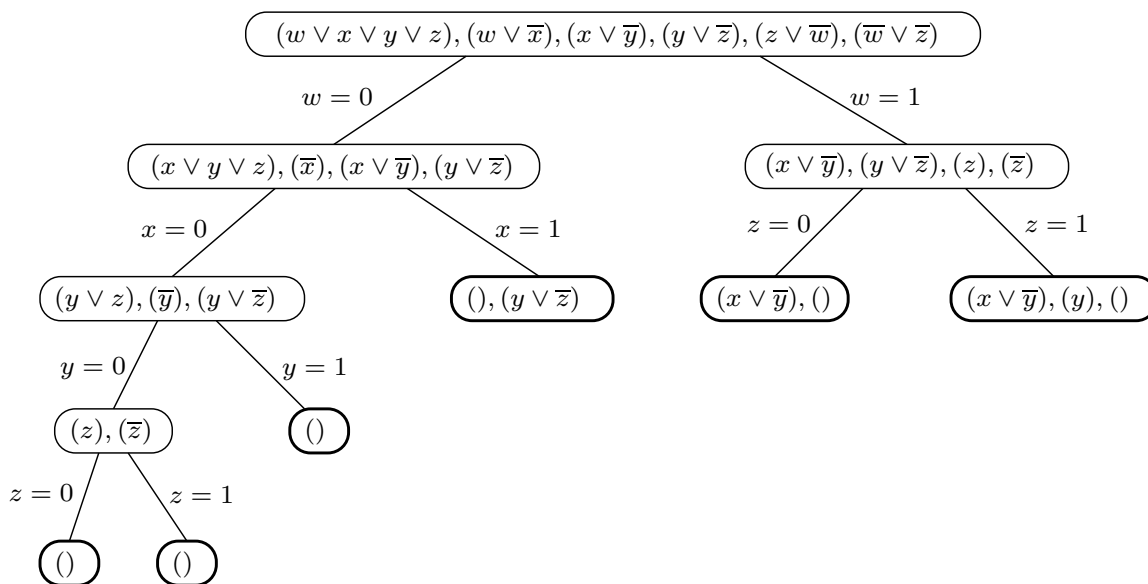 (w ∨ x ∨ y ∨ z), (w ∨ x̅), (x ∨ y̅), (y ∨ z̅), (z ∨ w̅), (w̅ ∨ z̅)
w = 0
w = 1
(x ∨ y ∨ z), (x̅), (x ∨ y̅), (y ∨ z̅)
(x ∨ y̅), (y ∨ z̅), (z), (z̅)
x = 0
x = 1
z = 0
z = 1
(y ∨ z), (y̅), (y ∨ z̅)
(), (y ∨ z̅)
(x ∨ y̅), ()
(x ∨ y̅), (y), ()
y = 0
y = 1
(z), (z̅)
()
z = 0
z = 1
()
()